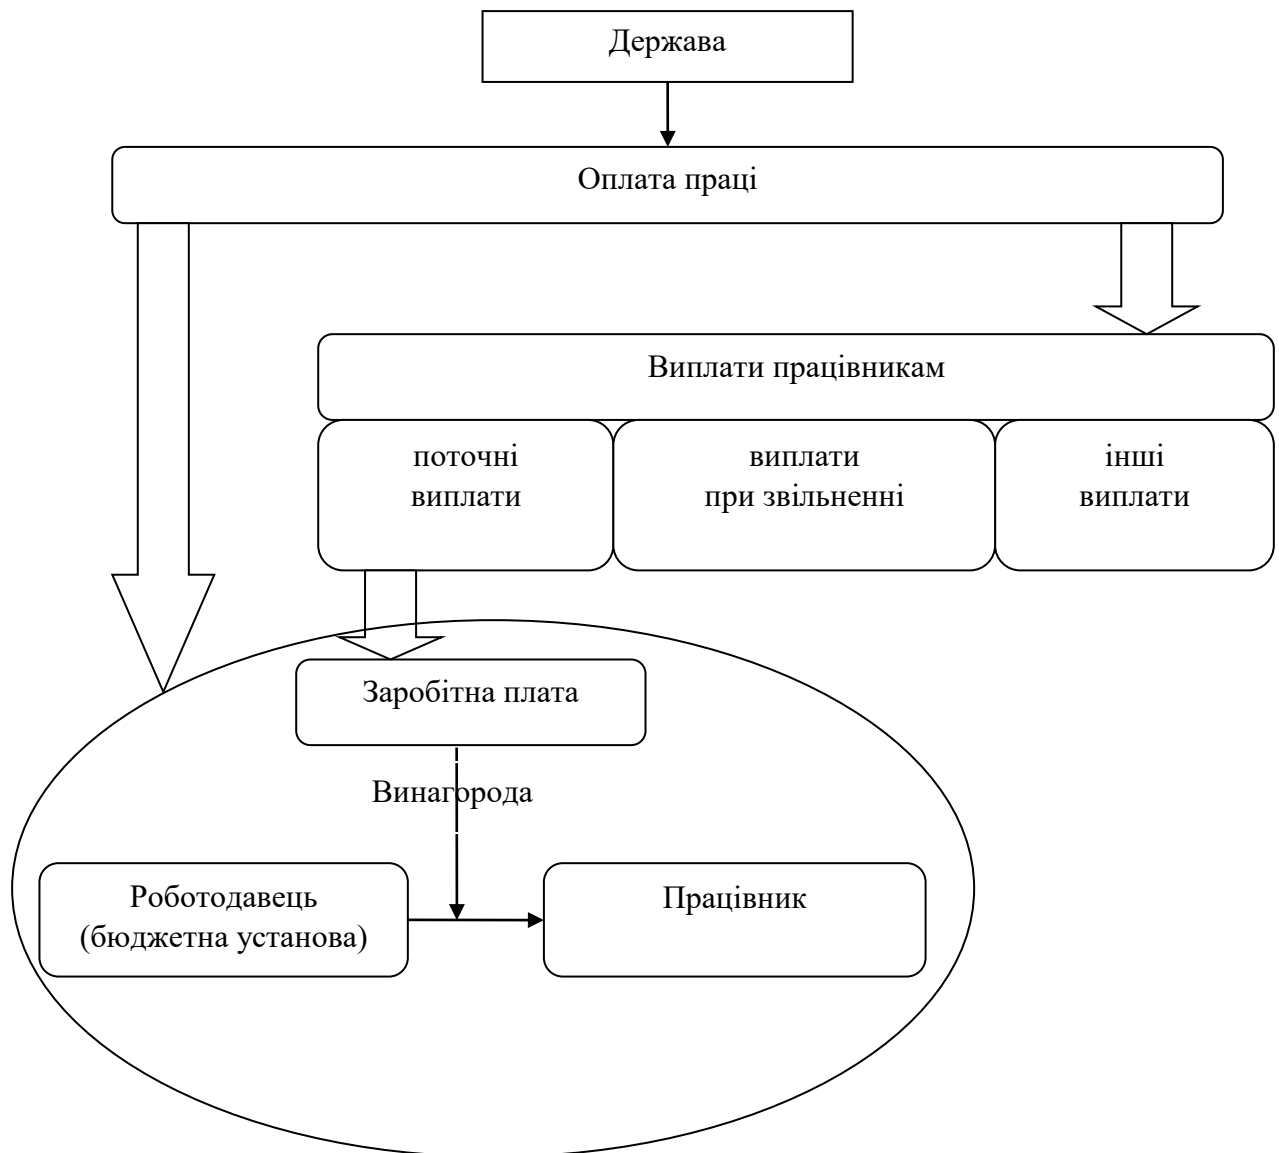 Держава
Оплата праці
Виплати працівникам
поточні
виплати
виплати
при звільненні
інші
виплати
Заробітна плата
Винагорода
Роботодавець
(бюджетна установа)
Працівник